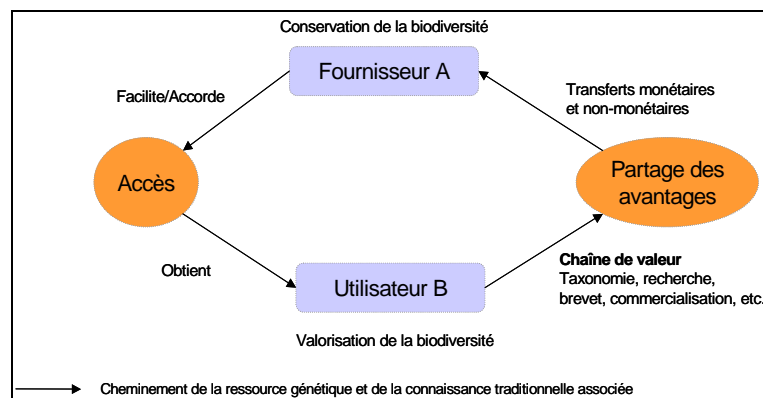 Conservation de la biodiversité
Fournisseur A
Facilite/Accorde
Transferts monétaires
et non-monétaires
Accès
Partage des
avantages
Obtient
Chaîne de valeur
Taxonomie, recherche,
brevet, commercialisation, etc.
Utilisateur B
Valorisation de la biodiversité
Cheminement de la ressource génétique et de la connaissance traditionnelle associée